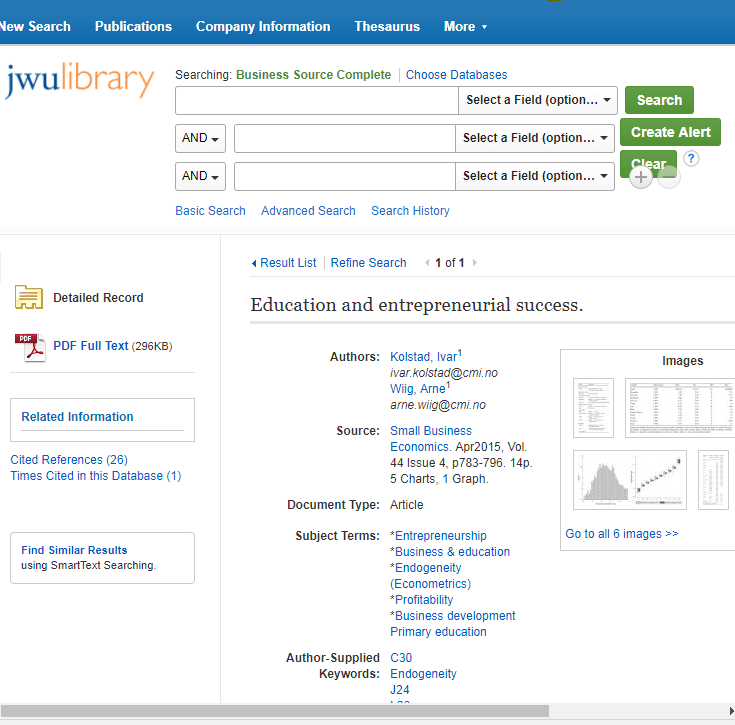 New Search Publications Company Information Thesaurus More
jwulibrary
Searching: Business Source Complete Choose Databases
Select a Field (option... Search
AND Select a Field (option... Create Alert
AND Select a Field (option... Clear ?
Basic Search Advanced Search Search History
Result List Refine Search 1 of 1
Detailed Record
PDF
PDF Full Text (296KB)
Related Information
Cited References (26)
Times Cited in this Database (1)
Find Similar Results
using SmartText Searching.
Education and entrepreneurial success.
Authors: Kolstad, Ivar1
ivar.kolstad@cmi.no
Wiig, Arne1
arne.wiig@cmi.no
Source: Small Business
Economics. Apr2015, Vol.
44 Issue 4, p783-796. 14p.
5 Charts, 1 Graph.
Document Type: Article
Subject Terms: *Entrepreneurship
*Business & education
*Endogeneity
(Econometrics)
*Profitability
*Business development
Primary education
Author-Supplied C30
Keywords: Endogeneity
J24
Images
Go to all 6 images >>